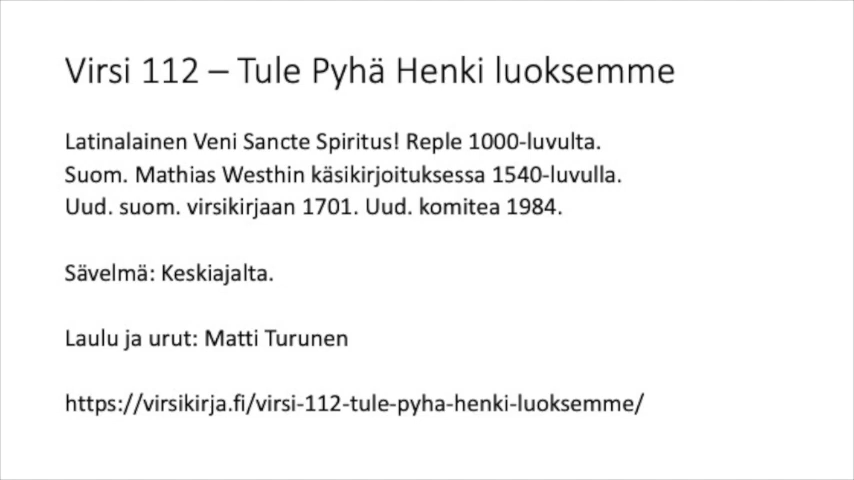 Virsi 112 – Tule Pyhä Henki luoksemme
Latinalainen Veni Sancte Spiritus! Reple 1000-luvulta.
Suom. Mathias Westhin käsikirjoituksessa 1540-luvulla.
Uud. suom. virsikirjaan 1701. Uud. komitea 1984.
Sävelmä: Keskiajalta.
Laulu ja urut: Matti Turunen
https://virsikirja.fi/virsi-112-tule-pyha-henki-luoksemme/